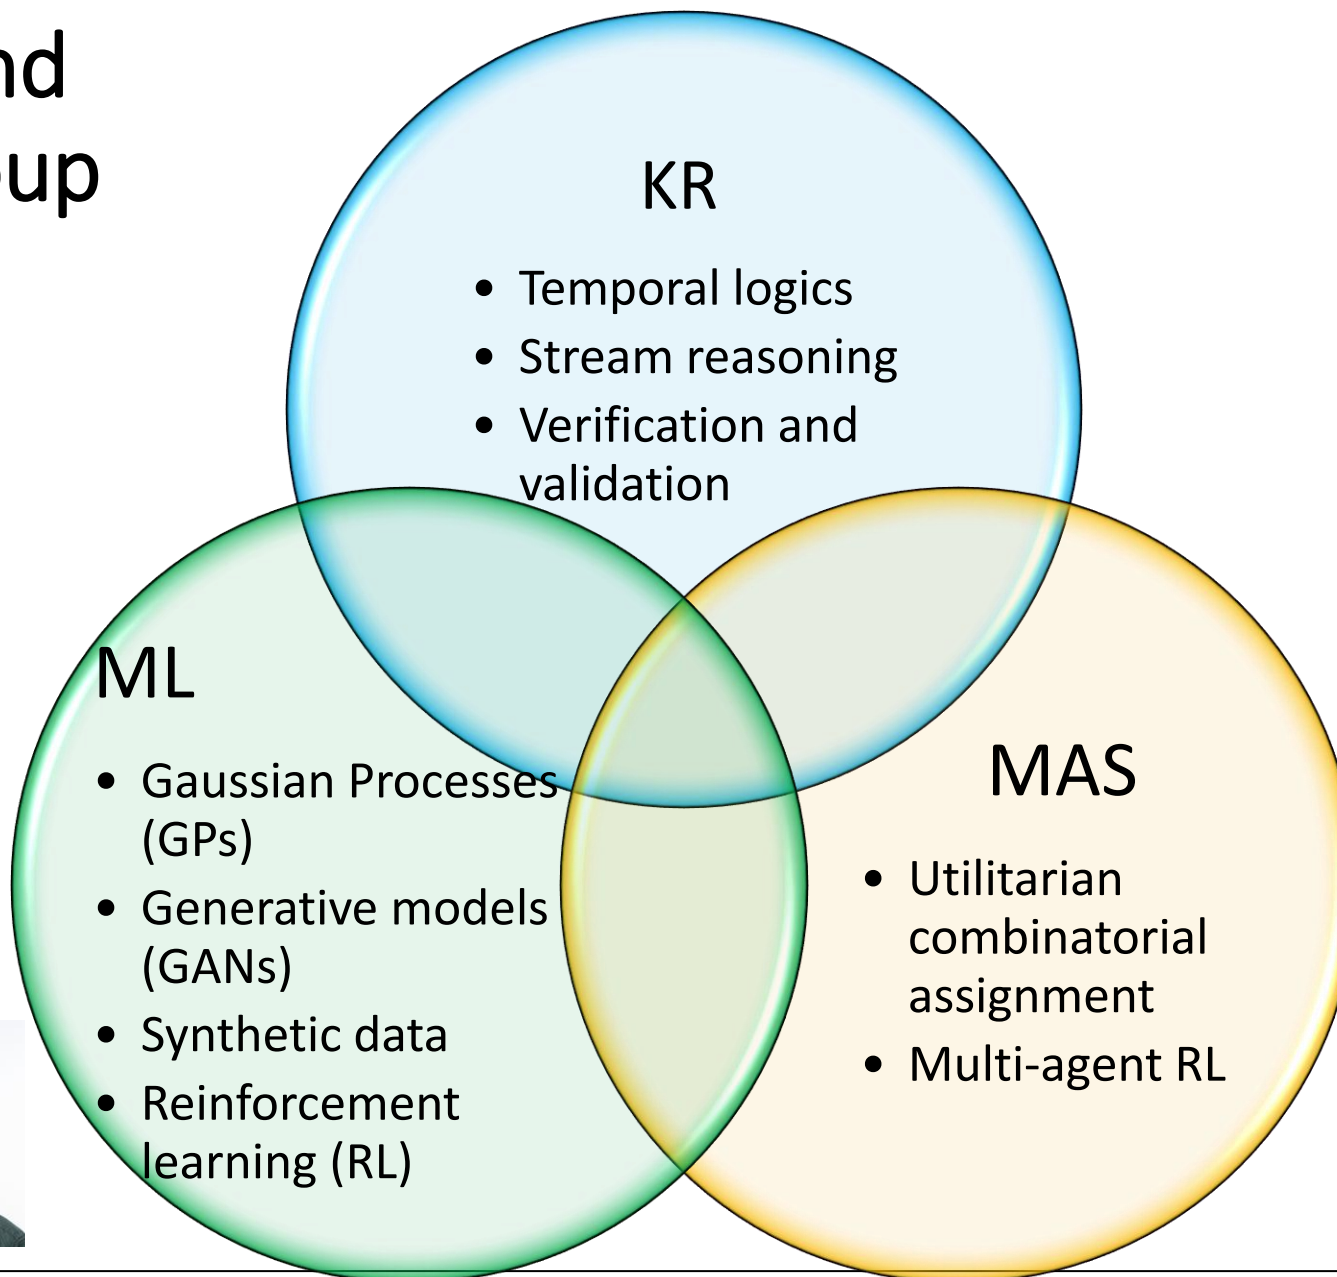 nd
up
KR
• Temporal logics
• Stream reasoning
• Verification and
validation
ML
• Gaussian Processes
(GPs)
• Generative models
(GANs)
• Synthetic data
• Reinforcement
learning (RL)
MAS
• Utilitarian
combinatorial
assignment
• Multi-agent RL